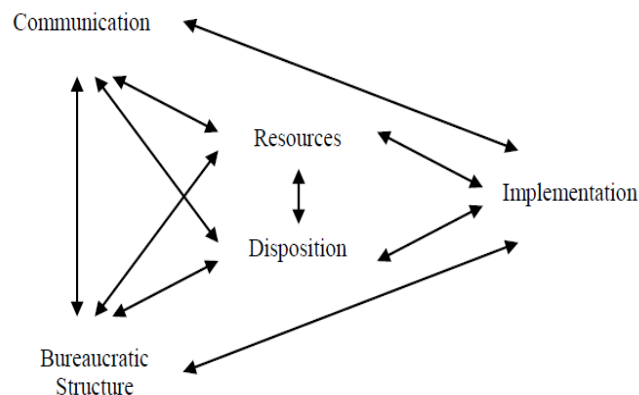 Communication
Resources
Implementation
Disposition
Bureaucratic
Structure